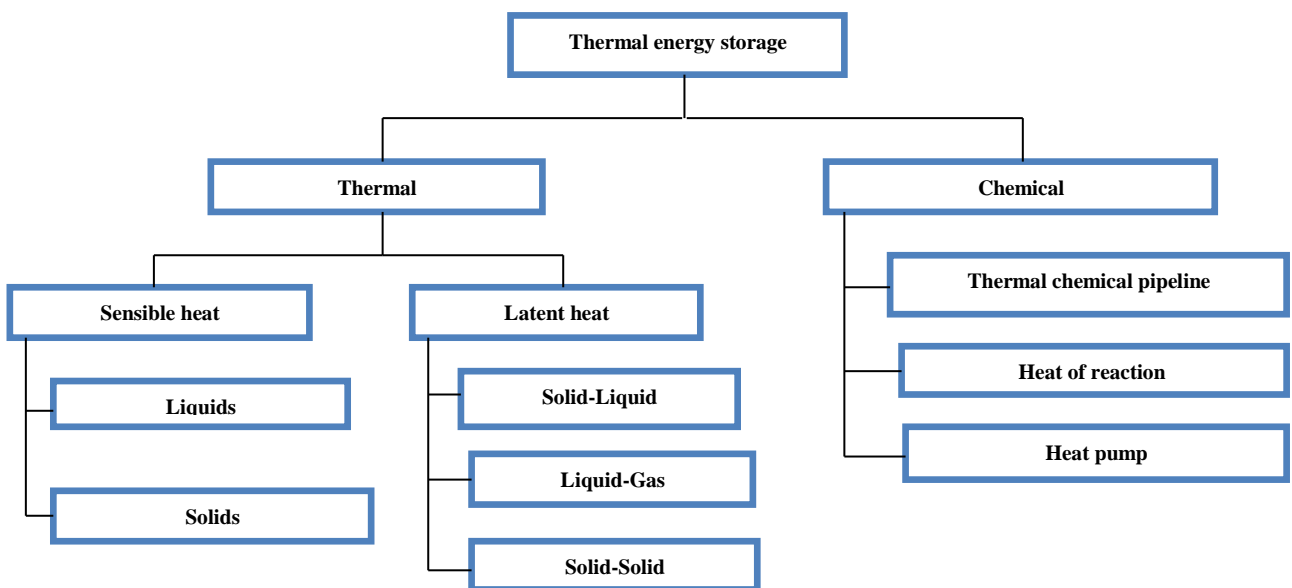 Thermal energy storage
Thermal
Chemical
Sensible heat
Latent heat
Thermal chemical pipeline
Liquids
Solid-Liquid
Heat of reaction
Solids
Liquid-Gas
Heat pump
Solid-Solid